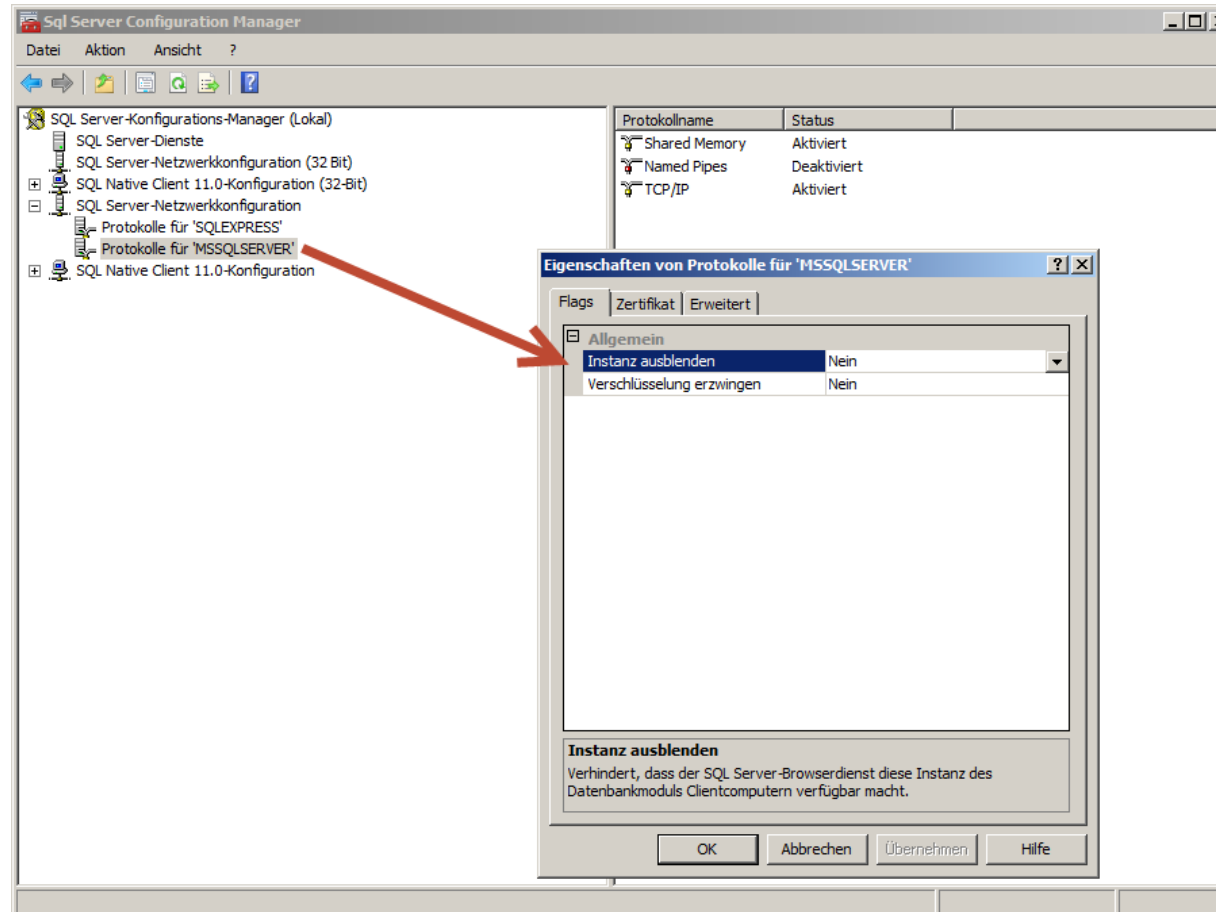 Sql Server Configuration Manager
Datei Aktion Ansicht ?
SQL Server-Konfigurations-Manager (Lokal)
SQL Server-Dienste
SQL Server-Netzwerkkonfiguration (32 Bit)
SQL Native Client 11.0-Konfiguration (32-Bit)
SQL Server-Netzwerkkonfiguration
Protokolle für 'SQLEXPRESS'
Protokolle für 'MSSQLSERVER'
SQL Native Client 11.0-Konfiguration
Protokollname Status
Shared Memory Aktiviert
Named Pipes Deaktiviert
TCP/IP Aktiviert
Eigenschaften von Protokolle für 'MSSQLSERVER'
Flags Zertifikat Erweitert
Allgemein
Instanz ausblenden Nein
Verschlüsselung erzwingen Nein
Instanz ausblenden
Verhindert, dass der SQL Server-Browserdienst diese Instanz des
Datenbankmoduls Clientcomputern verfügbar macht.
OK Abbrechen Übernehmen Hilfe